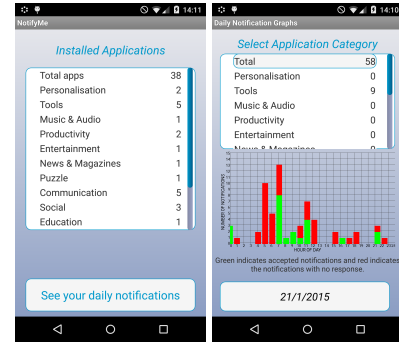 14:11
NotifyMe
Installed Applications
Total apps 38
Personalisation 2
Tools 5
Music & Audio 1
Productivity 2
Entertainment 1
News & Magazines 1
Puzzle 1
Communication 5
Social 3
Education 1
See your daily notifications
14:10
Daily Notification Graphs
Select Application Category
Total 58
Personalisation 0
Tools 9
Music & Audio 0
Productivity 0
Entertainment 0
News & Magazines 0
NUMBER OF NOTIFICATIONS
HOUR OF DAY
Green indicates accepted notifications and red indicates
the notifications with no response.
21/1/2015